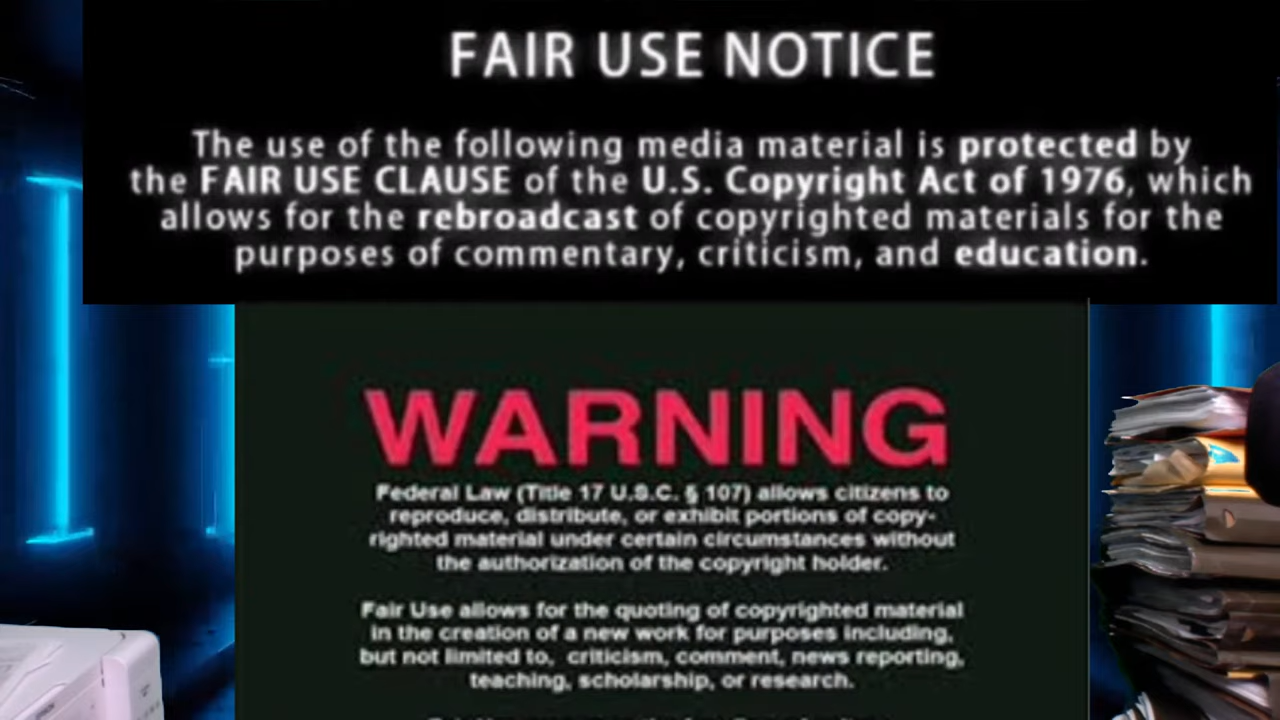 FAIR USE NOTICE
The use of the following media material is protected by
the FAIR USE CLAUSE of the U.S. Copyright Act of 1976, which
allows for the rebroadcast of copyrighted materials for the
purposes of commentary, criticism, and education.
WARNING
Federal Law (Title 17 U.S.C. § 107) allows citizens to
reproduce, distribute, or exhibit portions of copy-
righted material under certain circumstances without
the authorization of the copyright holder.
Fair Use allows for the quoting of copyrighted material
in the creation of a new work for purposes including,
but not limited to,  criticism, comment, news reporting,
teaching, scholarship, or research.